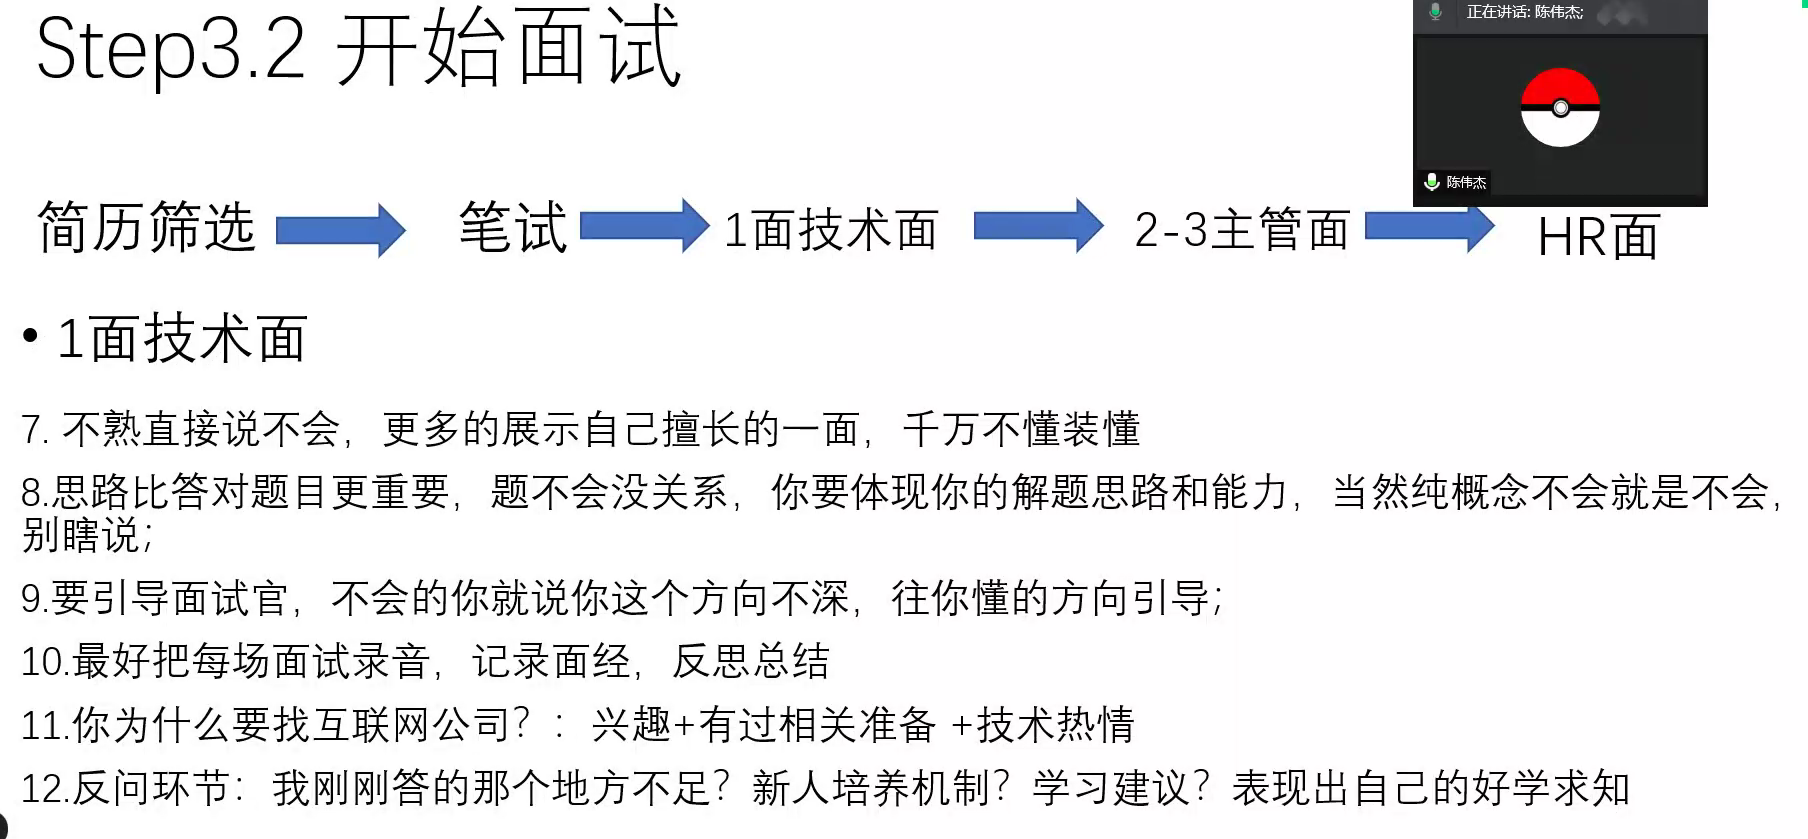 Step3.2 开始面试
正在讲话: 陈伟杰;
陈伟杰
简历筛选 笔试 1面技术面 2-3主管面 HR面
• 1面技术面
7. 不熟直接说不会，更多的展示自己擅长的一面，千万不懂装懂
8.思路比答对题目更重要，题不会没关系，你要体现你的解题思路和能力，当然纯概念不会就是不会，
别瞎说；
9.要引导面试官，不会的你就说你这个方向不深，往你懂的方向引导；
10.最好把每场面试录音，记录面经，反思总结
11.你为什么要找互联网公司？：兴趣+有过相关准备 +技术热情
12.反问环节：我刚刚答的那个地方不足？新人培养机制？学习建议？表现出自己的好学求知